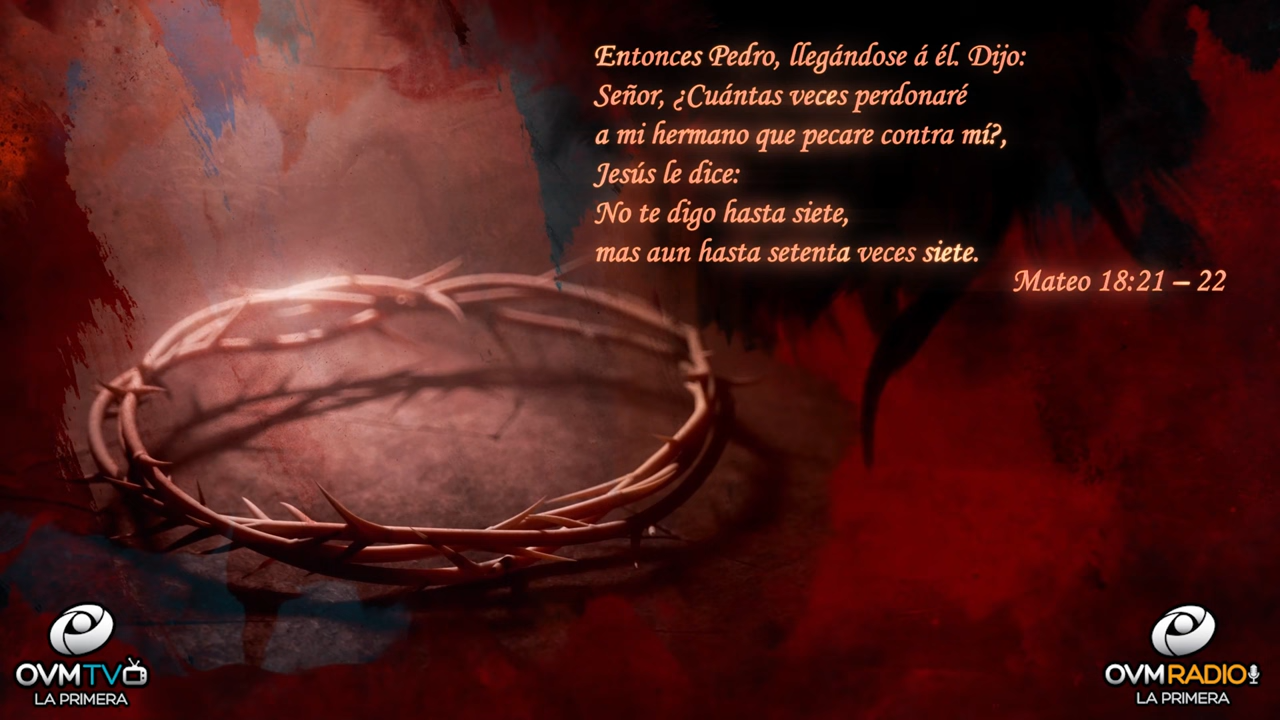 Entonces Pedro, llegándose á él. Dijo:
Señor, ¿Cuántas veces perdonaré
a mi hermano que pecare contra mí?,
Jesús le dice:
No te digo hasta siete,
mas aun hasta setenta veces siete.
Mateo 18:21 – 22
OVMTV
LA PRIMERA
OVMRADIO
LA PRIMERA